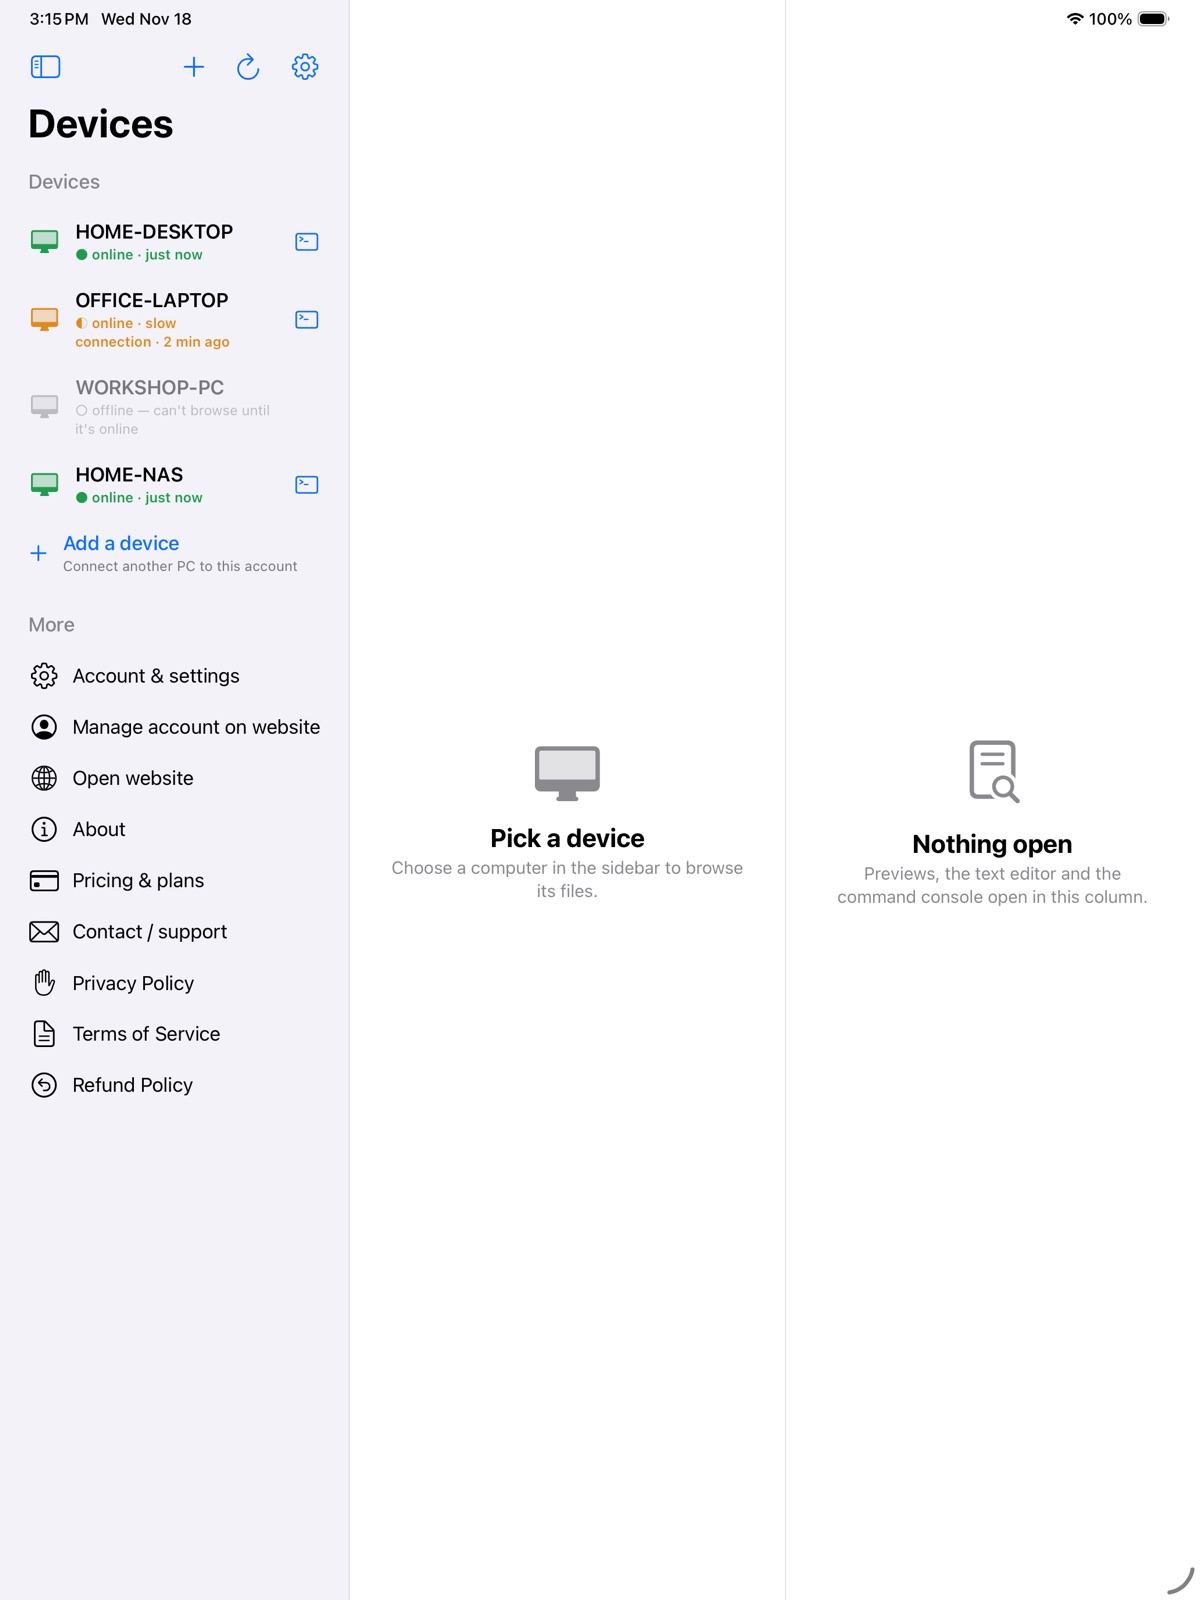 3:15 PM Wed Nov 18
100%
Devices
Devices
HOME-DESKTOP
online · just now
OFFICE-LAPTOP
online · slow
connection · 2 min ago
WORKSHOP-PC
offline — can't browse until
it's online
HOME-NAS
online · just now
Add a device
Connect another PC to this account
More
Account & settings
Manage account on website
Open website
About
Pricing & plans
Contact / support
Privacy Policy
Terms of Service
Refund Policy
Pick a device
Choose a computer in the sidebar to browse
its files.
Nothing open
Previews, the text editor and the
command console open in this column.